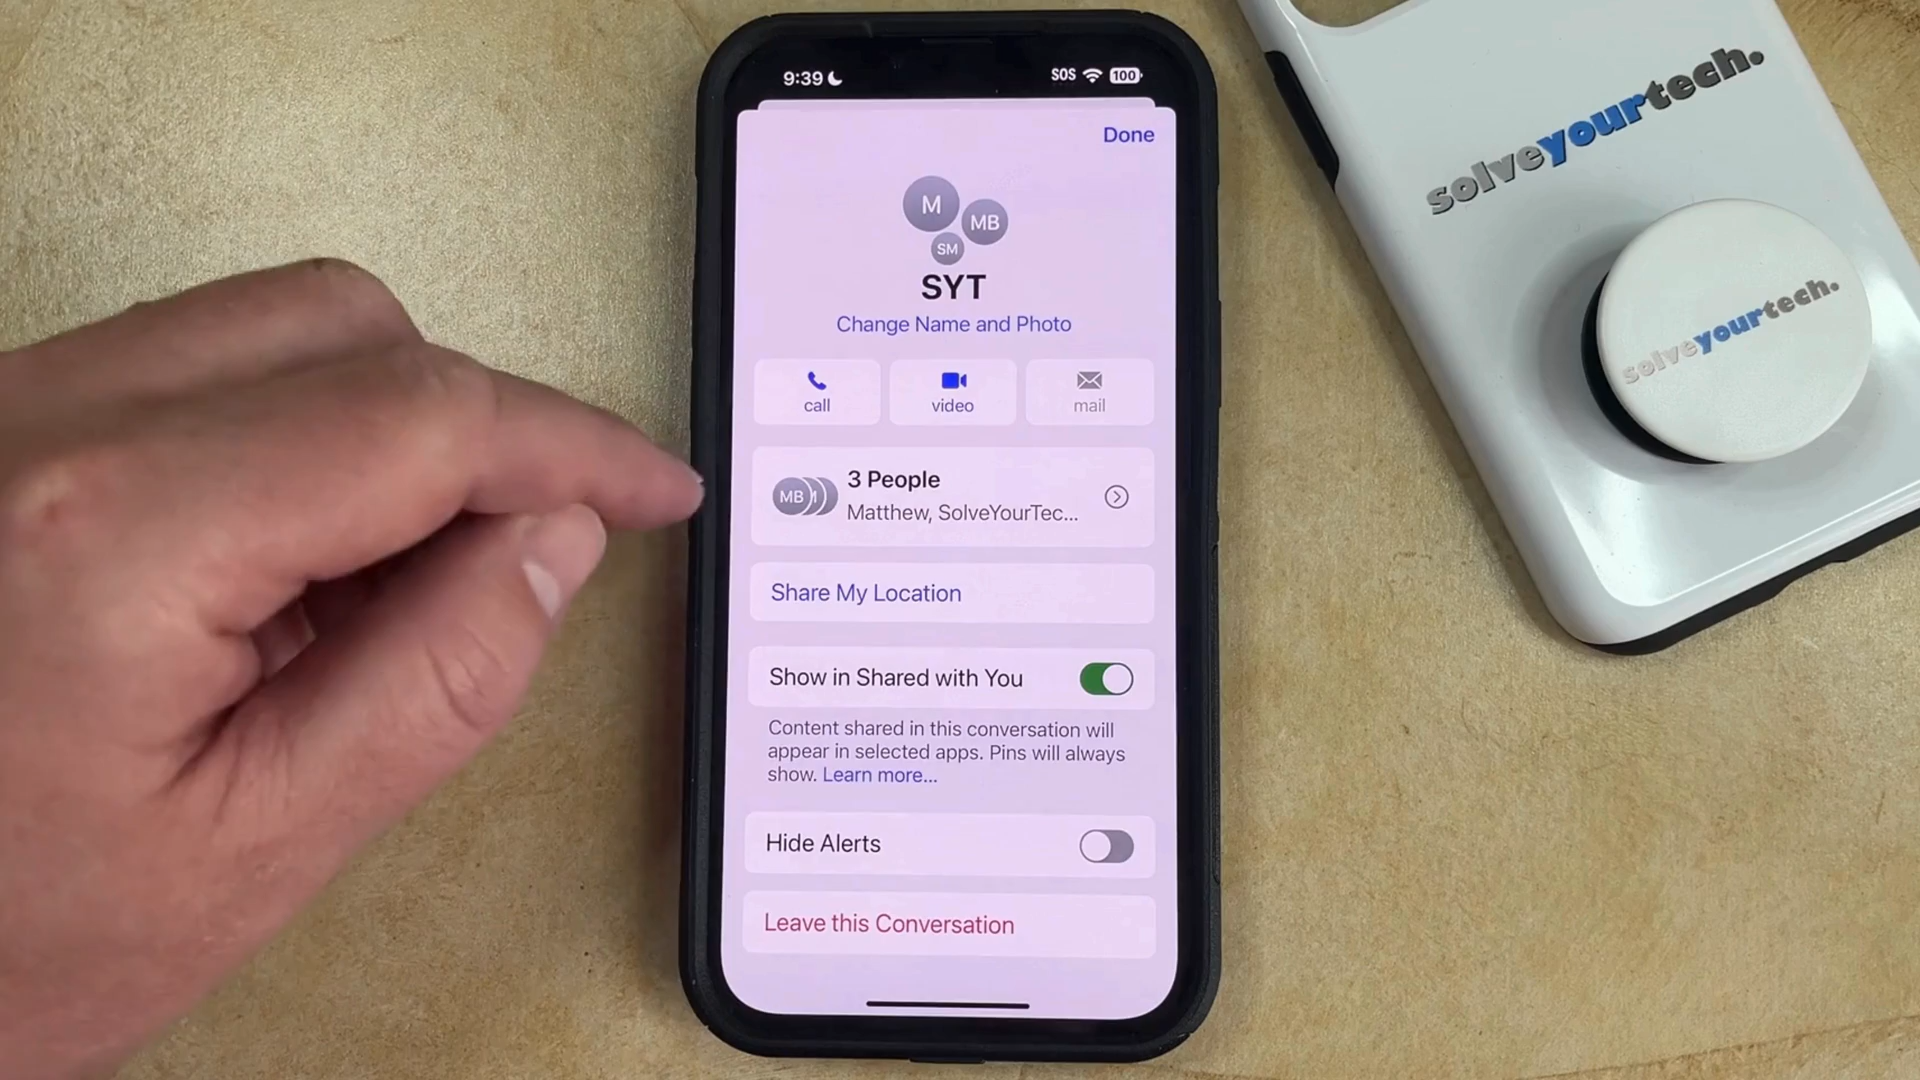 9:39
SOS
100
Done
M
MB
SM
SYT
Change Name and Photo
call
video
mail
MB
3 People
Matthew, SolveYourTec...
Share My Location
Show in Shared with You
Content shared in this conversation will
appear in selected apps. Pins will always
show. Learn more...
Hide Alerts
Leave this Conversation
solveyourtech.
solveyourtech.